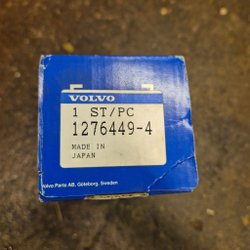 VOLVO
1 ST/PC
1276449-4
MADE IN
JAPAN
Volvo Parts AB, Göteborg, Sweden